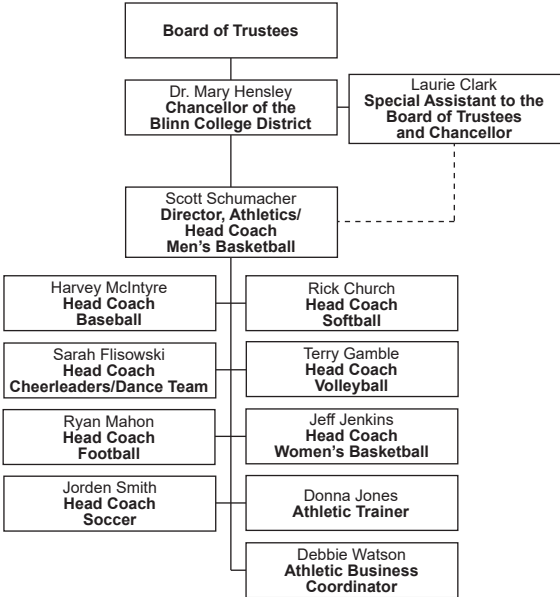 Board of Trustees
Dr. Mary Hensley
Chancellor of the
Blinn College District
Laurie Clark
Special Assistant to the
Board of Trustees
and Chancellor
Scott Schumacher
Director, Athletics/
Head Coach
Men's Basketball
Harvey McIntyre
Head Coach
Baseball
Rick Church
Head Coach
Softball
Sarah Flisowski
Head Coach
Cheerleaders/Dance Team
Terry Gamble
Head Coach
Volleyball
Ryan Mahon
Head Coach
Football
Jeff Jenkins
Head Coach
Women's Basketball
Jorden Smith
Head Coach
Soccer
Donna Jones
Athletic Trainer
Debbie Watson
Athletic Business
Coordinator